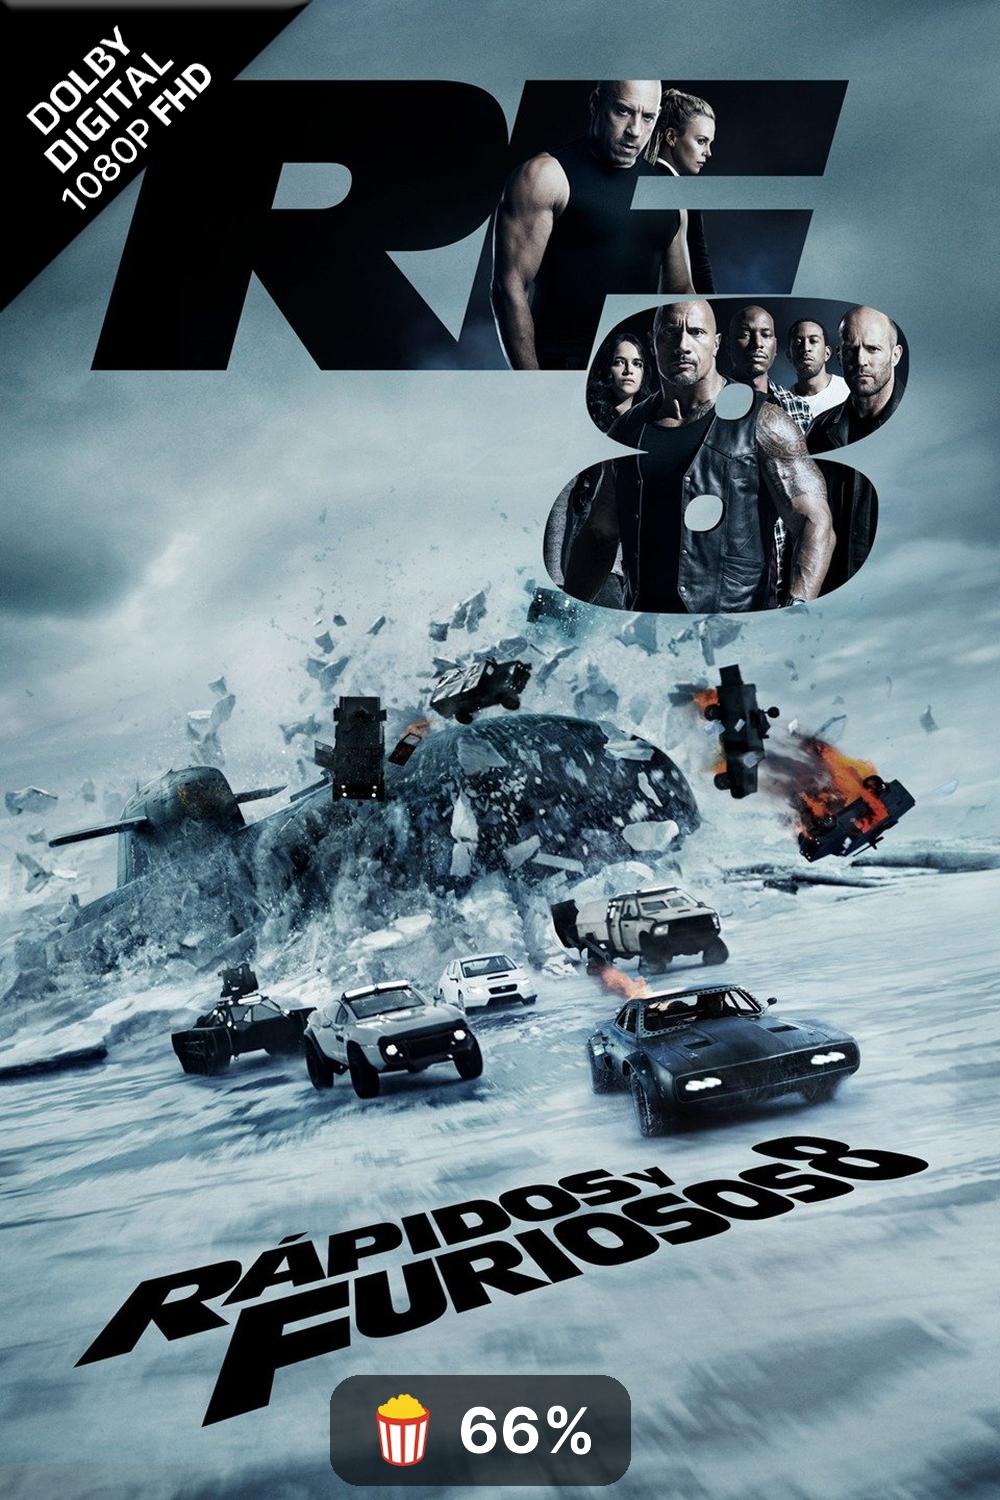 DOLBY
DIGITAL
1080P FHD
RF
8
RÁPIDOS Y
FURIOSOS 8
66%